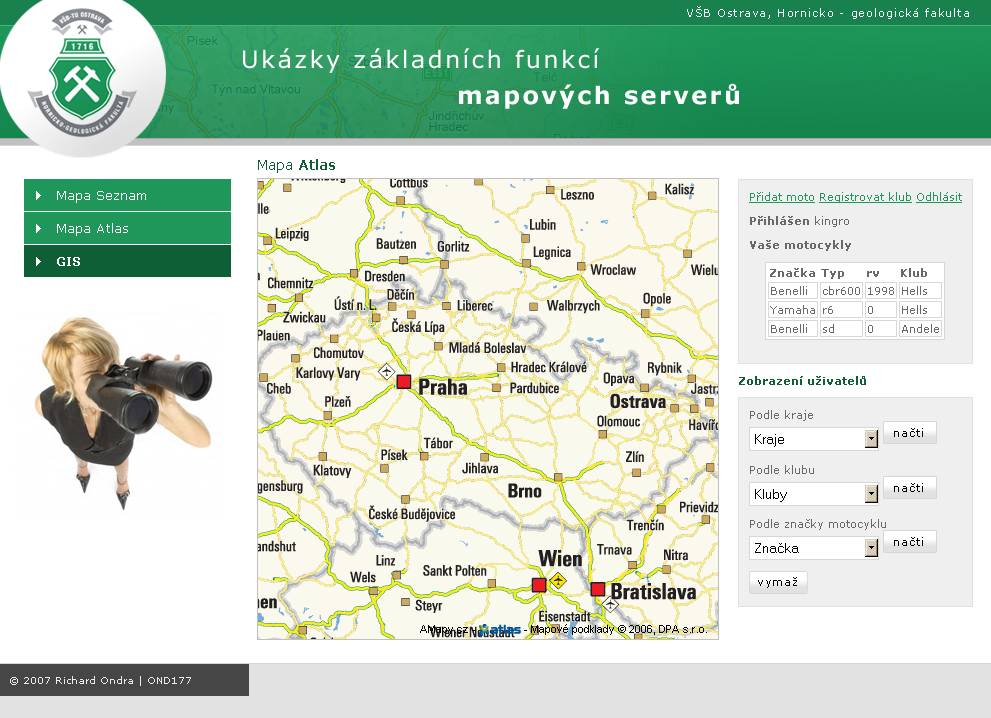 VŠB Ostrava, Hornicko - geologická fakulta
VŠB-TU OSTRAVA
1716
HORNICKO-GEOLOGICKÁ FAKULTA
Ukázky základních funkcí
mapových serverů
Písek
Týn nad Vltavou
Telč
Jindřichův
Hradec
Mapa Seznam
Mapa Atlas
GIS
Mapa Atlas
Cottbus
Leszno
Kalisz
Leipzig
Lubin
Bautzen
Gorlitz
Legnica
Wroclaw
Chemnitz
Dresden
Děčín
Ústí n.L.
Liberec
Walbrzych
Opole
Zwickau
Česká Lípa
Plauen
Chomutov
Mladá Boleslav
Karlovy Vary
Hradec Králové
Rybnik
Cheb
Praha
Pardubice
Opava
Plzeň
Ostrava
Olomouc
Tábor
Písek
Jihlava
Zlín
Klatovy
gensburg
Brno
České Budějovice
Prievidz
Trenčín
andshut
Linz
Wien
Trnava
Nitra
Wels
Sankt Polten
Bratislava
Steyr
Eisenstadt
Wiener Neustadt
AMapy.cz - atlas - Mapové podklady © 2006, DPA s.r.o.
Přidat moto Registrovat klub Odhlásit
Přihlášen kingro
Vaše motocykly
Značka Typ rv Klub
Benelli cbr600 1998 Hells
Yamaha r6 0 Hells
Benelli sd 0 Andele
Zobrazení uživatelů
Podle kraje
Kraje načti
Podle klubu
Kluby načti
Podle značky motocyklu
Značka načti
vymaž
© 2007 Richard Ondra | OND177